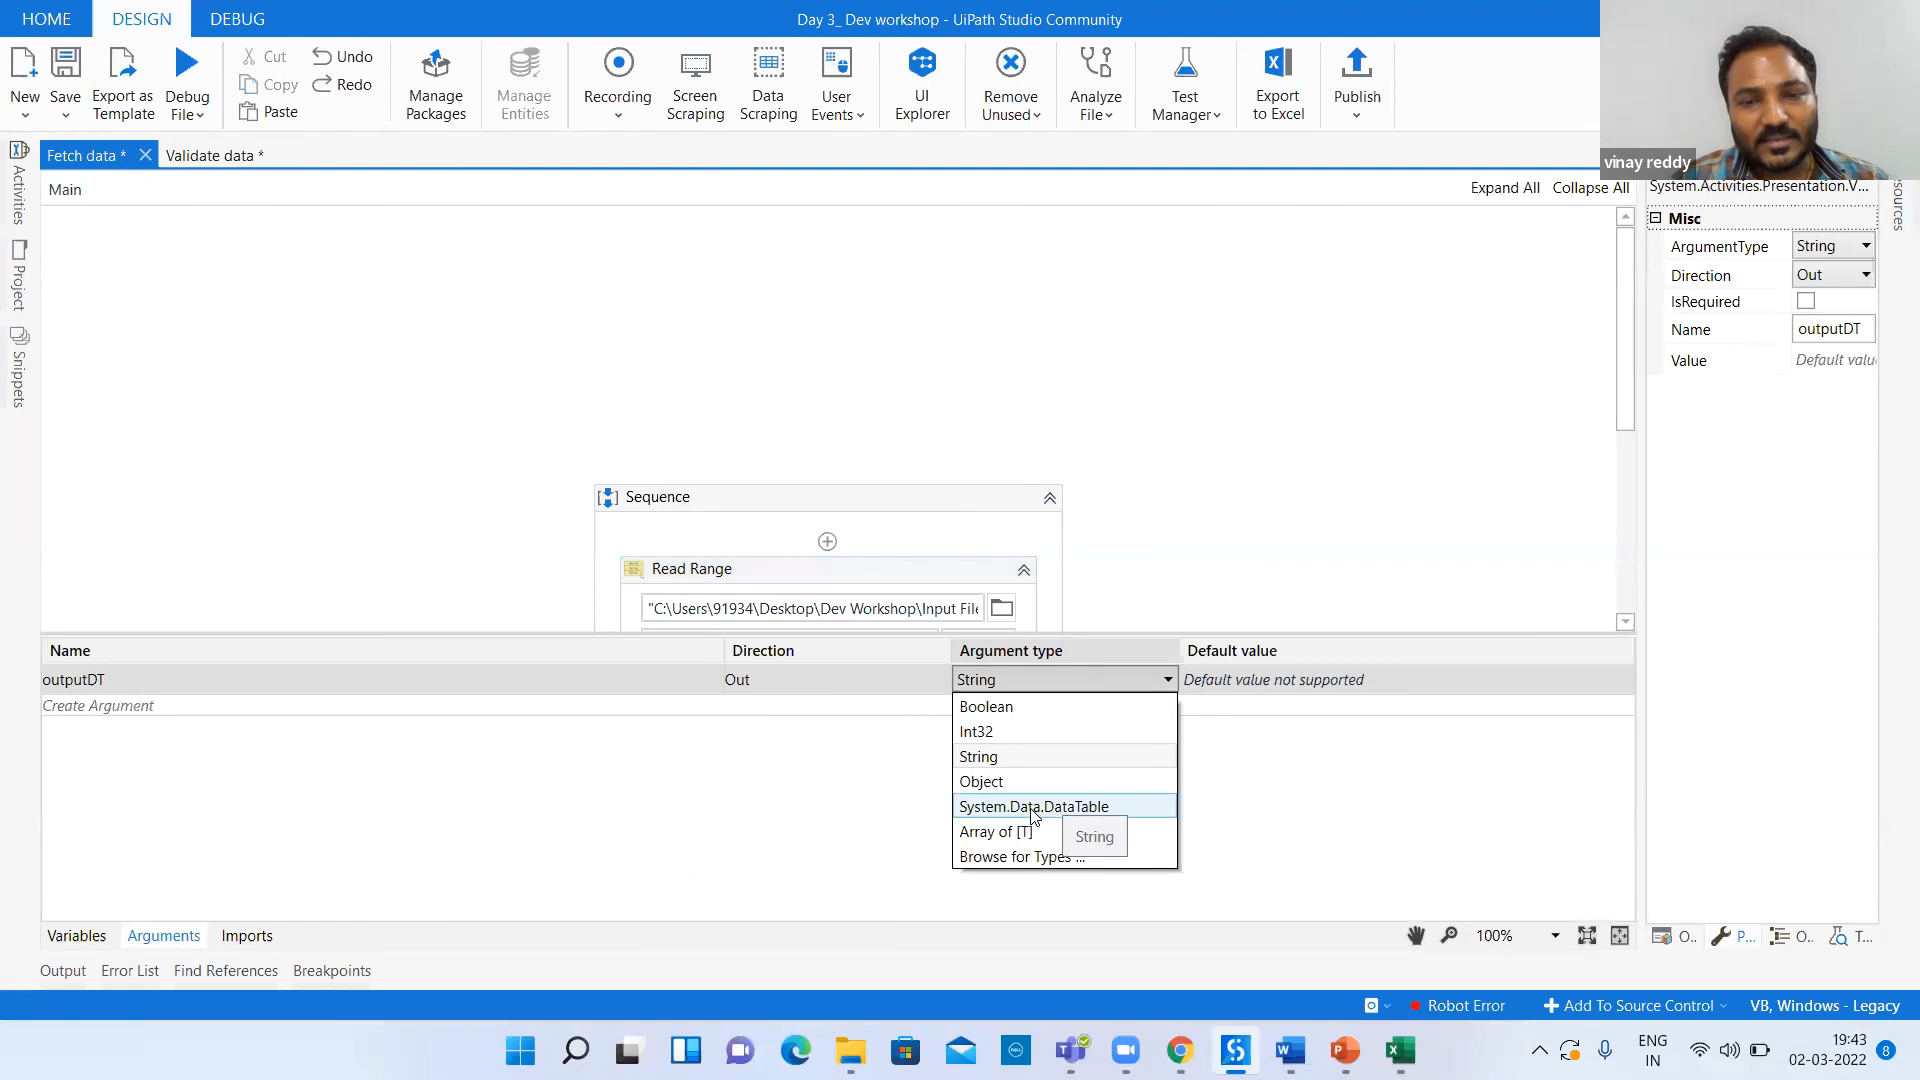 HOME
DESIGN
DEBUG
Day 3_ Dev workshop - UiPath Studio Community
New
Save
Export as Template
Debug File
Cut
Copy
Paste
Undo
Redo
Manage Packages
Manage Entities
Recording
Screen Scraping
Data Scraping
User Events
UI Explorer
Remove Unused
Analyze File
Test Manager
Export to Excel
Publish
vinay reddy
Activities
Project
Snippets
Fetch data *
Validate data *
Main
Expand All
Collapse All
System.Activities.Presentation.V...
Misc
ArgumentType String
Direction Out
IsRequired
Name outputDT
Value Default valu
Sequence
Read Range
"C:\Users\91934\Desktop\Dev Workshop\Input File
Name Direction Argument type Default value
outputDT Out String Default value not supported
Create Argument
Boolean
Int32
String
Object
System.Data.DataTable
Array of [T]
String
Browse for Types ...
Variables
Arguments
Imports
100%
O..
P...
O..
T...
Output
Error List
Find References
Breakpoints
Robot Error
Add To Source Control
VB, Windows - Legacy
DELL
ENG
IN
19:43
02-03-2022
8